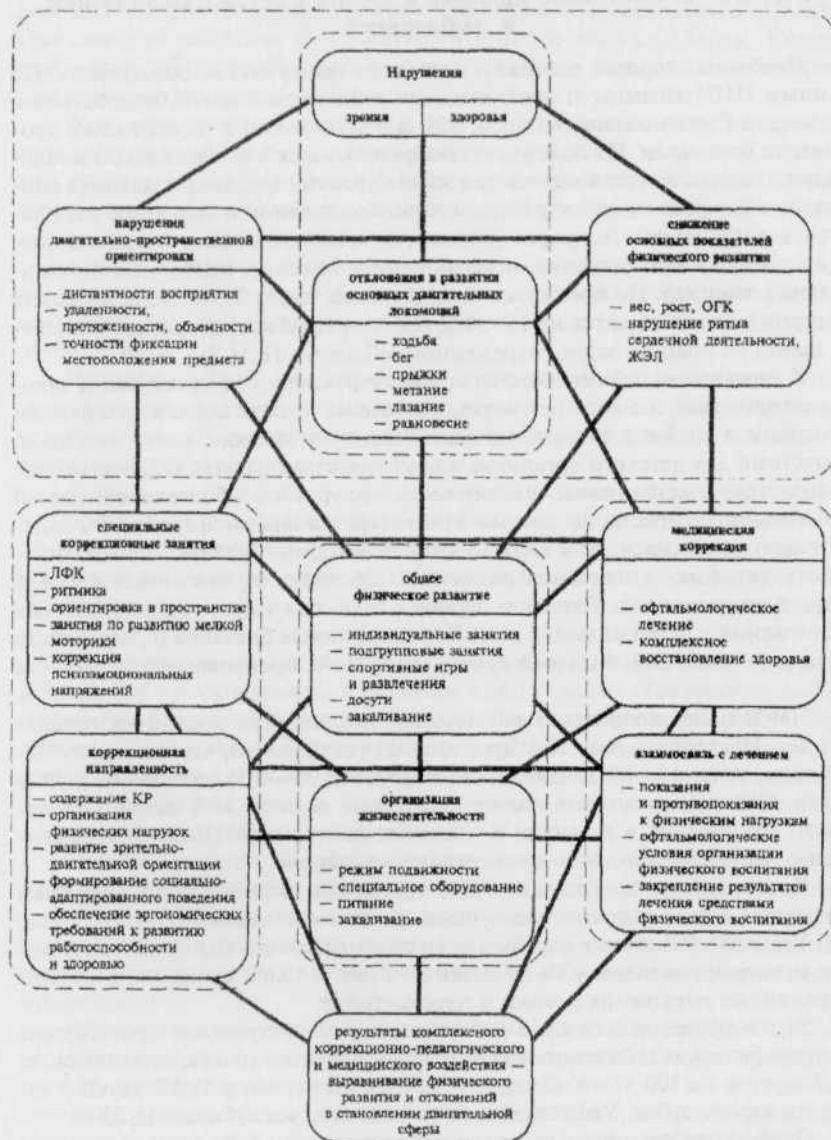 Нарушения
зрения здоровья
нарушения
двигательно-пространственной
ориентировки
— дистантности восприятия
— удаленности,
протяженности, объемности
— точности фиксации
местоположения предмета
отклонения в развитии
основных двигательных
локомоций
— ходьба
— бег
— прыжки
— метание
— лазание
— равновесие
снижение
основных показателей
физического развития
вес, рост, ОГК
нарушение ритма
сердечной деятельности,
ЖЭЛ
специальные
коррекционные занятия
— ЛФК
— ритмика
— ориентировка в пространстве
— занятия по развитию мелкой
моторики
— коррекция
психоэмоциональных
напряжений
общее
физическое развитие
— индивидуальные занятия
— подгрупповые занятия
— спортивные игры
и развлечения
— досуги
— закаливание
медицинская
коррекция
— офтальмологическое
лечение
— комплексное
восстановление здоровья
коррекционная
направленность
— содержание КР
— организация
физических нагрузок
— развитие зрительно-
двигательной ориентации
— формирование социально-
адаптированного поведения
— обеспечение эргономических
требований к развитию
работоспособности
и здоровью
организация
жизнедеятельности
— режим подвижности
— специальное оборудование
— питание
— закаливание
взаимосвязь с лечением
— показания
и противопоказания
к физическим нагрузкам
— офтальмологические
условия организации
физического воспитания
— закрепление результатов
лечения средствами
физического воспитания
результаты комплексного
коррекционно-педагогического
и медицинского воздействия —
выравнивание физического
развития и отклонений
в становлении двигательной
сферы